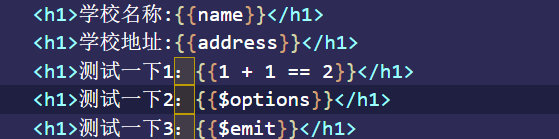 <h1>学校名称:{{name}}</h1>
<h1>学校地址:{{address}}</h1>
<h1>测试一下1：{{1 + 1 == 2}}</h1>
<h1>测试一下2：{{$options}}</h1>
<h1>测试一下3：{{$emit}}</h1>